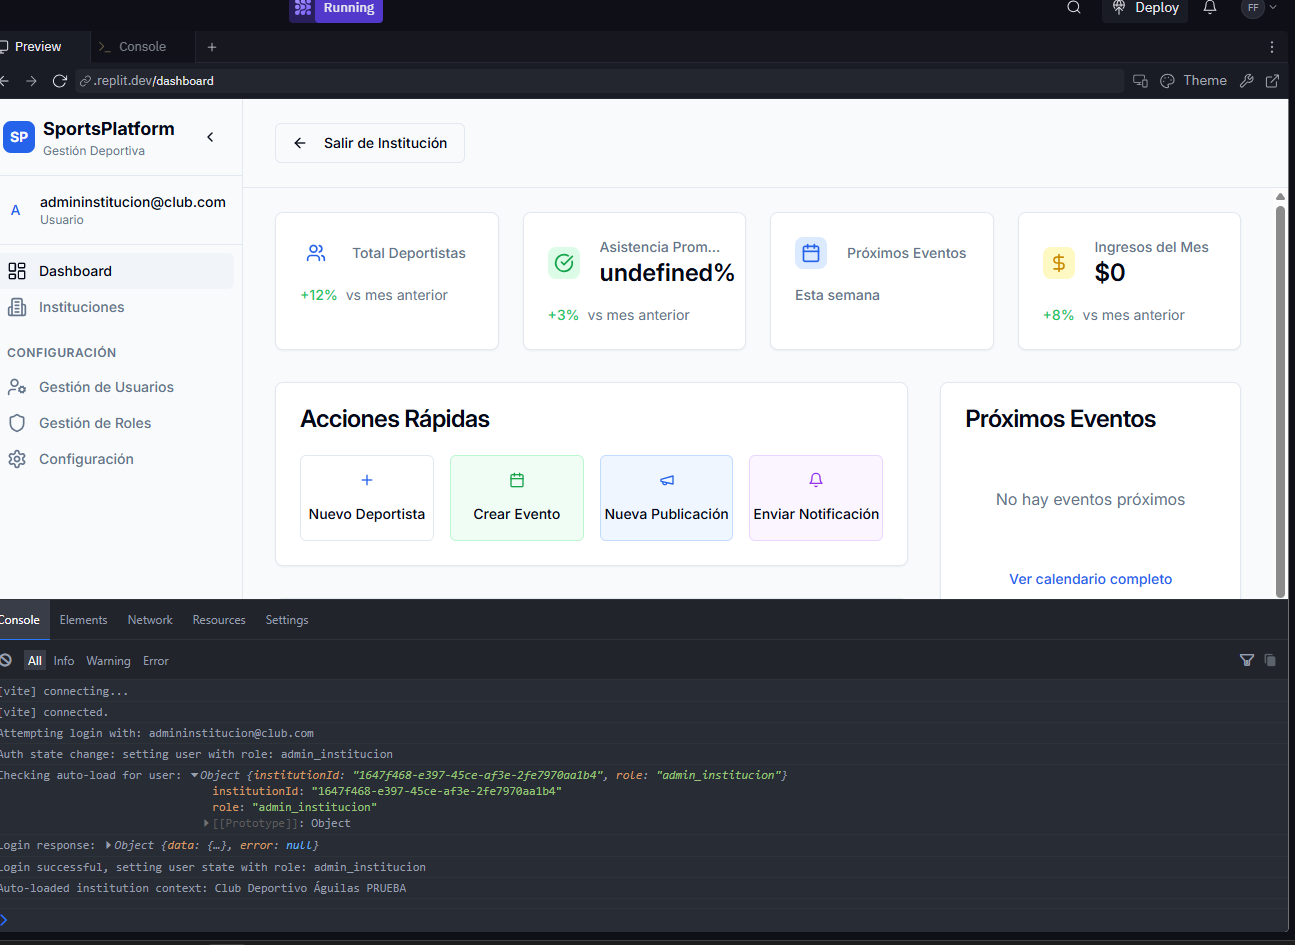 Running
Deploy
FF
Preview
Console
+
.replit.dev/dashboard
Theme
SP
SportsPlatform
Gestión Deportiva
Salir de Institución
A
admininstitucion@club.com
Usuario
Dashboard
Instituciones
CONFIGURACIÓN
Gestión de Usuarios
Gestión de Roles
Configuración
Total Deportistas
+12% vs mes anterior
Asistencia Prom...
undefined%
+3% vs mes anterior
Próximos Eventos
Esta semana
Ingresos del Mes
$0
+8% vs mes anterior
Acciones Rápidas
Nuevo Deportista
Crear Evento
Nueva Publicación
Enviar Notificación
Próximos Eventos
No hay eventos próximos
Ver calendario completo
Console Elements Network Resources Settings
All Info Warning Error
[vite] connecting...
[vite] connected.
Attempting login with: admininstitucion@club.com
Auth state change: setting user with role: admin_institucion
Checking auto-load for user: ▼Object {institutionId: "1647f468-e397-45ce-af3e-2fe7970aa1b4", role: "admin_institucion"}
institutionId: "1647f468-e397-45ce-af3e-2fe7970aa1b4"
role: "admin_institucion"
▶[[Prototype]]: Object
Login response: ▶Object {data: {…}, error: null}
Login successful, setting user state with role: admin_institucion
Auto-loaded institution context: Club Deportivo Águilas PRUEBA